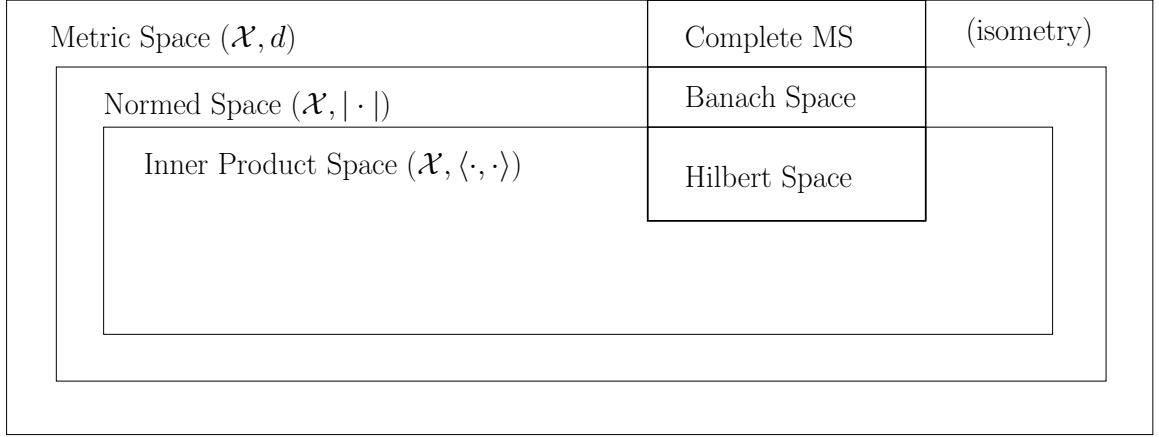 Metric Space (𝒳, d)
Complete MS
(isometry)
Normed Space (𝒳, | · |)
Banach Space
Inner Product Space (𝒳, ⟨·, ·⟩)
Hilbert Space